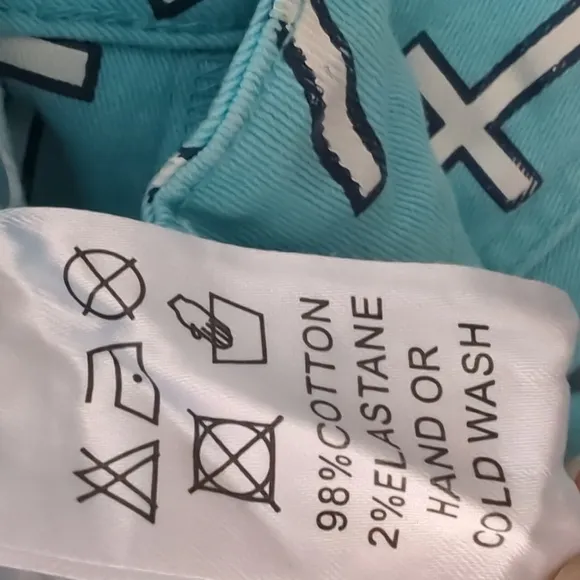 98%COTTON
2%ELASTANE
HAND OR
COLD WASH